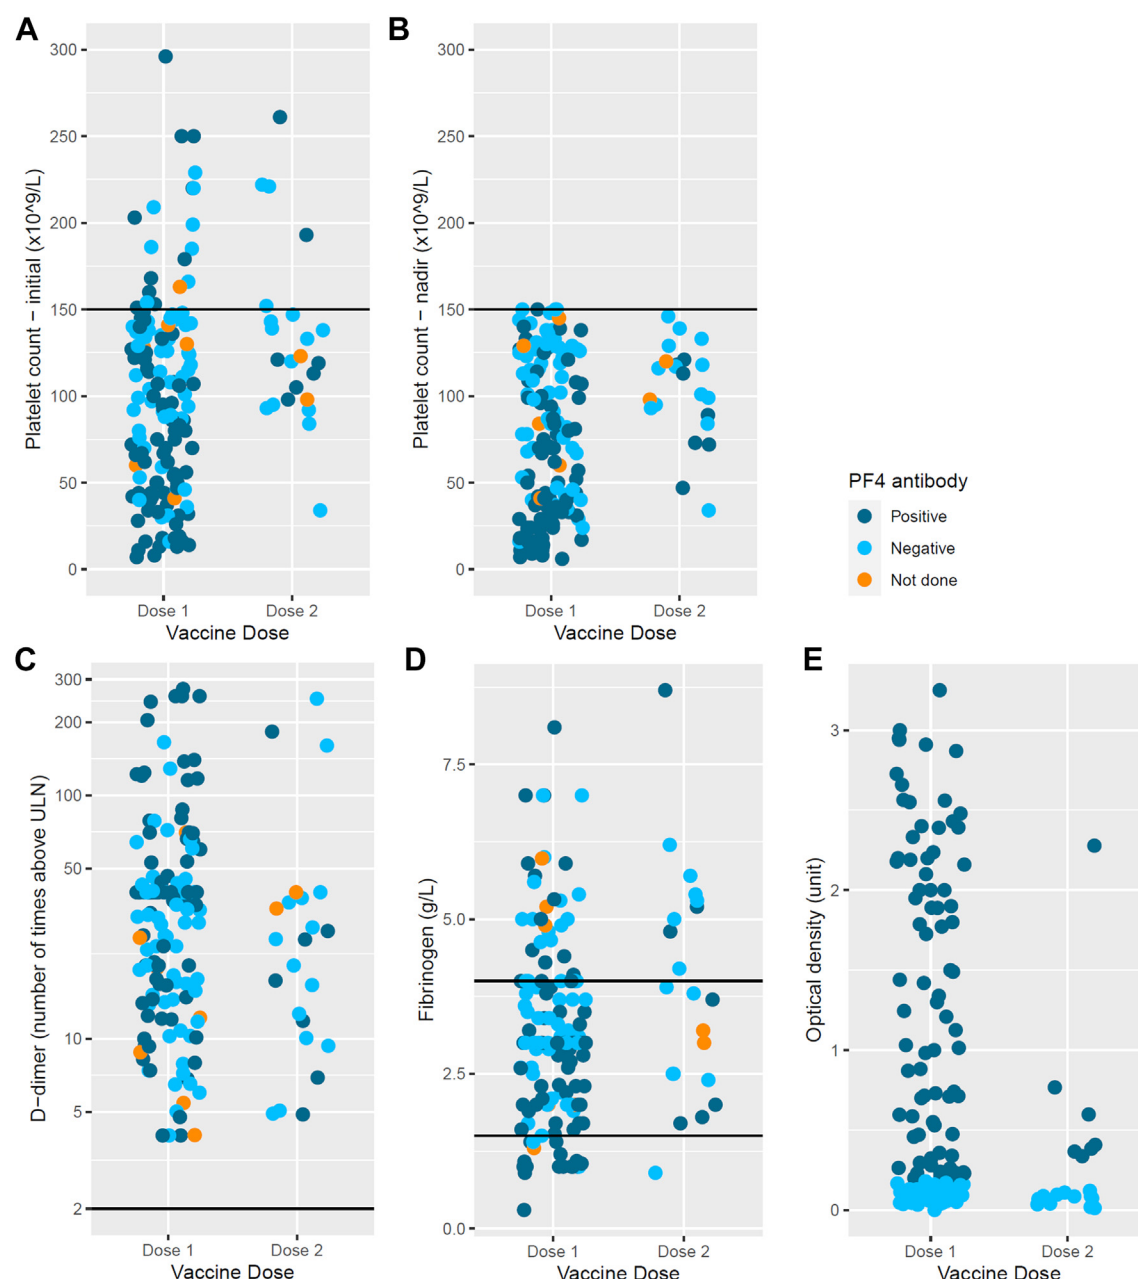 A
B
Platelet count − initial (x10^9/L)
300
250
200
150
100
50
0
Dose 1
Dose 2
Vaccine Dose
Platelet count − nadir (x10^9/L)
300
250
200
150
100
50
0
Dose 1
Dose 2
Vaccine Dose
PF4 antibody
Positive
Negative
Not done
C
D
E
D−dimer (number of times above ULN)
300
200
100
50
10
5
2
Dose 1
Dose 2
Vaccine Dose
Fibrinogen (g/L)
7.5
5.0
2.5
0.0
Dose 1
Dose 2
Vaccine Dose
Optical density (unit)
3
2
1
0
Dose 1
Dose 2
Vaccine Dose